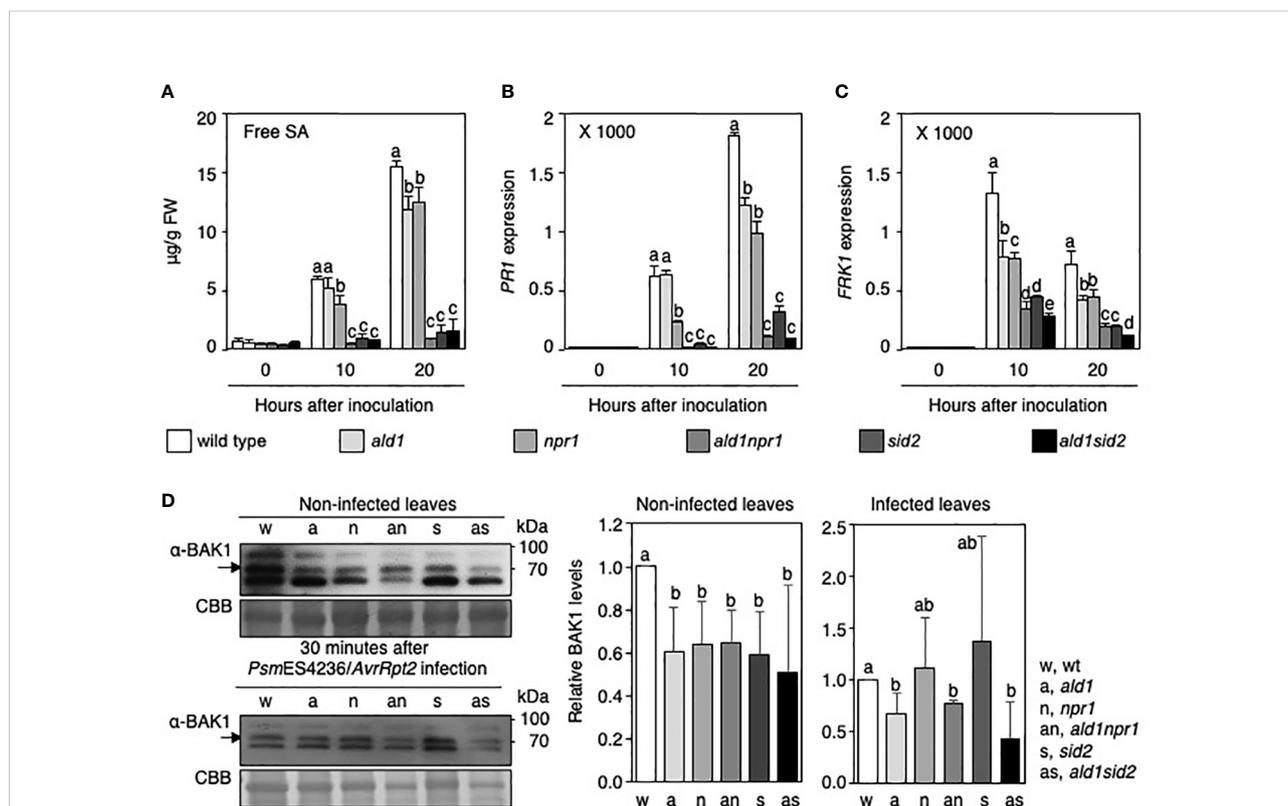 A
B
C
20
15
10
5
0
µg/g FW
Free SA
a
b
b
a
a
b
c
c
c
c
c
c
0
10
20
Hours after inoculation
2
1.5
1
0.5
0
PR1 expression
X 1000
a
b
b
a
a
b
c
c
c
c
c
c
0
10
20
Hours after inoculation
2
1.5
1
0.5
0
FRK1 expression
X 1000
a
b
c
d
d
e
a
b
b
c
c
d
0
10
20
Hours after inoculation
wild type
ald1
npr1
ald1npr1
sid2
ald1sid2
D
Non-infected leaves
w a n an s as
kDa
α-BAK1
100
70
CBB
30 minutes after
PsmES4236/AvrRpt2 infection
w a n an s as
kDa
α-BAK1
100
70
CBB
Non-infected leaves
Relative BAK1 levels
1.2
1.0
0.8
0.6
0.4
0.2
0.0
a
b
b
b
b
b
w a n an s as
Infected leaves
2.5
2.0
1.5
1.0
0.5
0.0
a
b
ab
b
ab
b
w a n an s as
w, wt
a, ald1
n, npr1
an, ald1npr1
s, sid2
as, ald1sid2